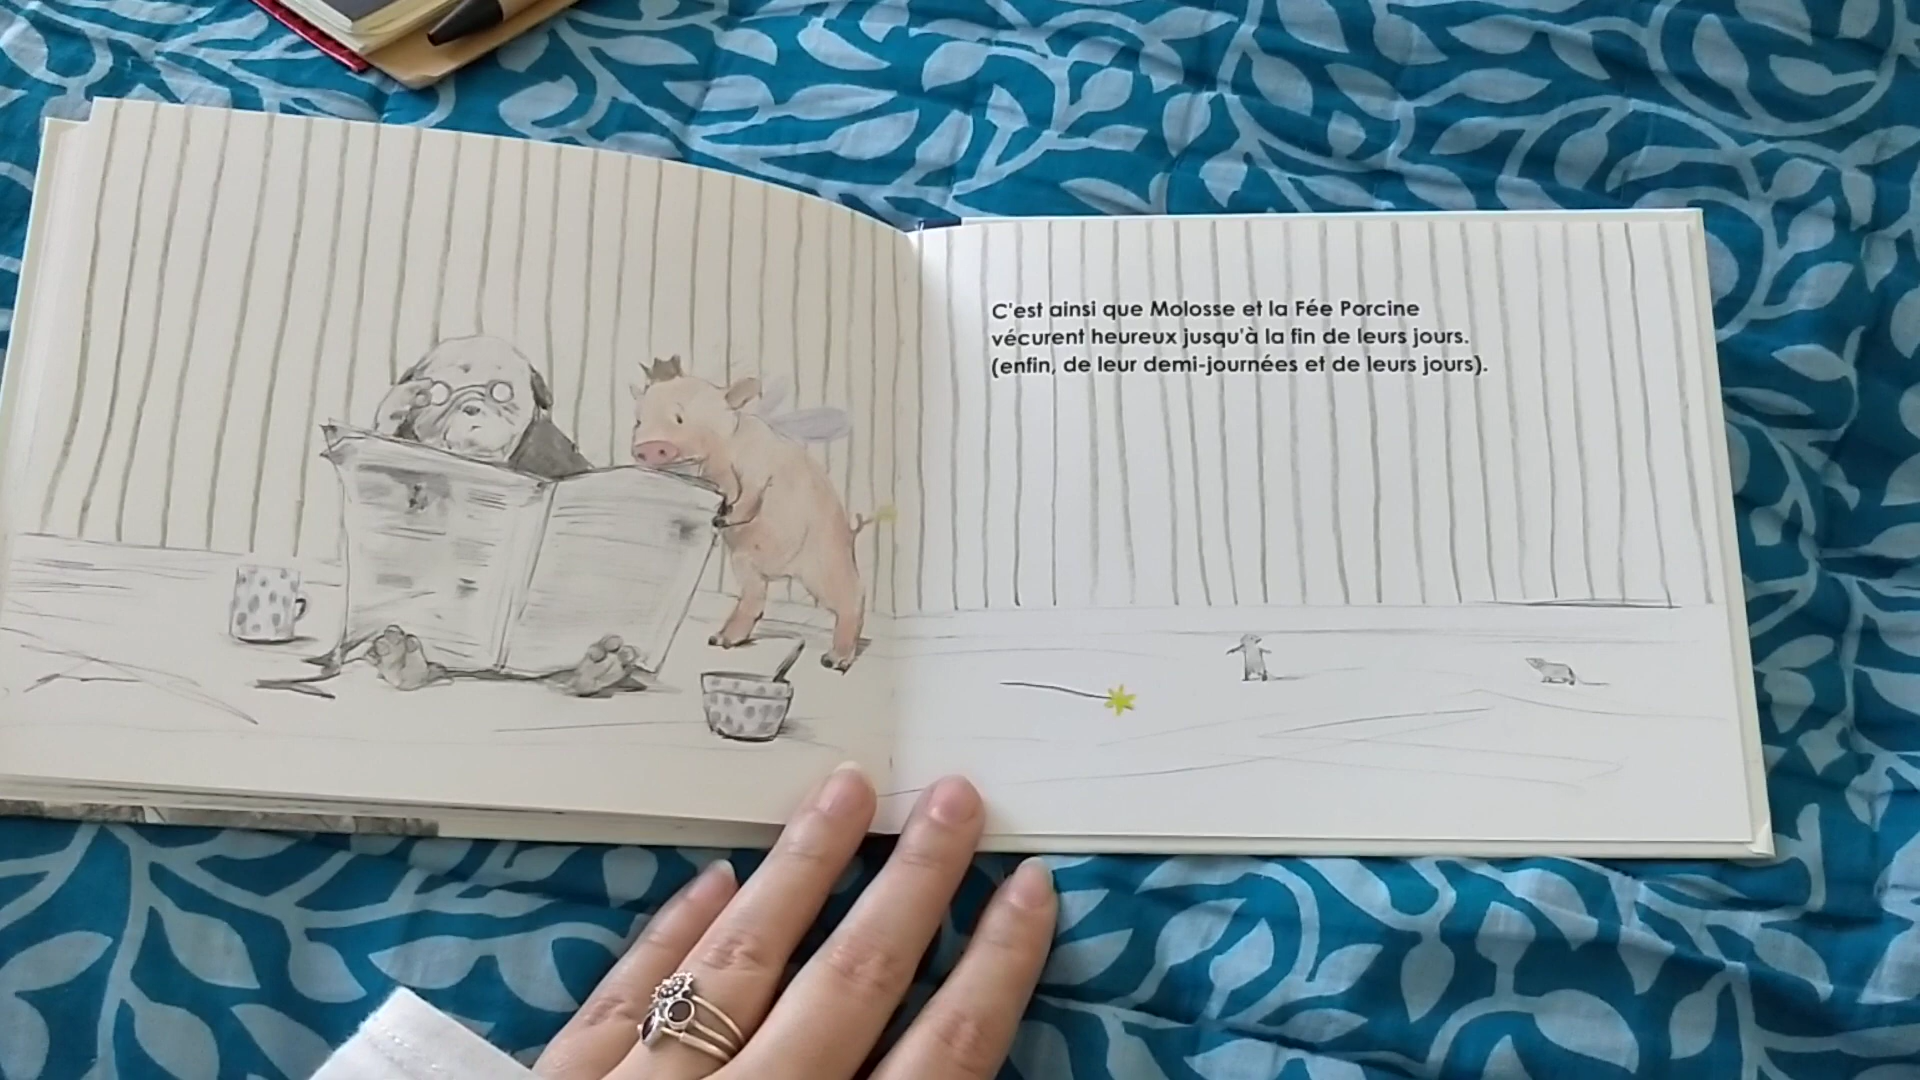 C'est ainsi que Molosse et la Fée Porcine
vécurent heureux jusqu'à la fin de leurs jours.
(enfin, de leur demi-journées et de leurs jours).